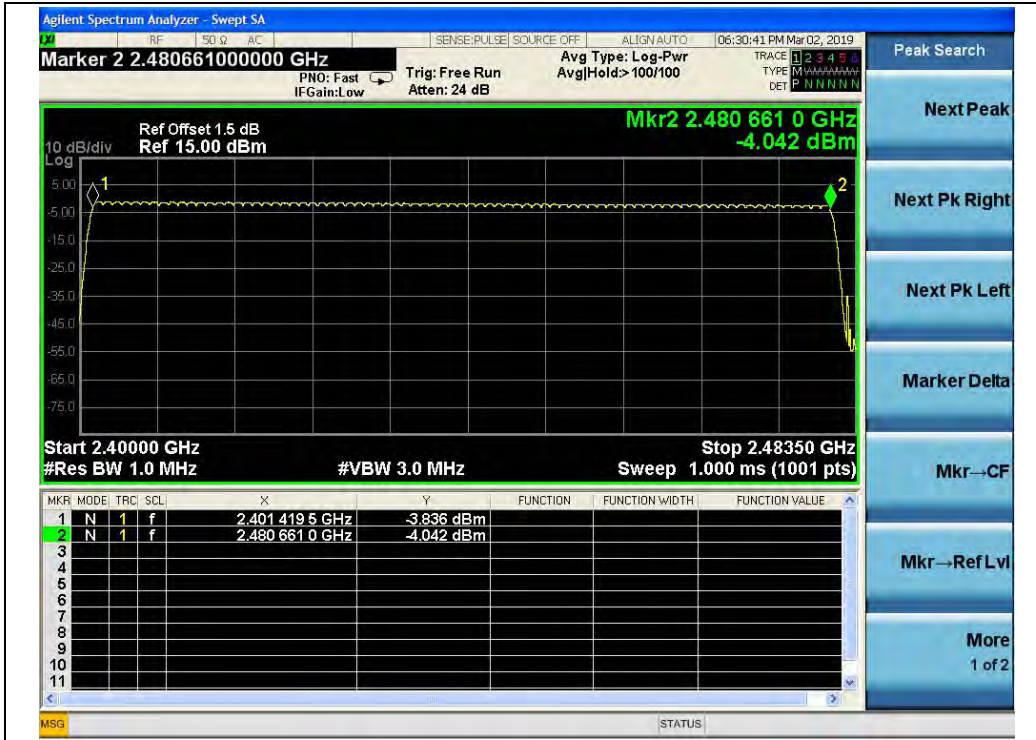 Agilent Spectrum Analyzer - Swept SA
LXI RF 50 Ω AC SENSE:PULSE SOURCE OFF ALIGN AUTO 06:30:41 PM Mar 02, 2019
Marker 2 2.480661000000 GHz
PNO: Fast
IFGain:Low
Trig: Free Run
Atten: 24 dB
Avg Type: Log-Pwr
Avg|Hold:> 100/100
TRACE 1 2 3 4 5 6
TYPE M
DET P N N N N N
Mkr2 2.480 661 0 GHz
-4.042 dBm
Ref Offset 1.5 dB
10 dB/div Ref 15.00 dBm
Log
5.00
-5.00
-15.0
-25.0
-35.0
-45.0
-55.0
-65.0
-75.0
1
2
Start 2.40000 GHz Stop 2.48350 GHz
#Res BW 1.0 MHz #VBW 3.0 MHz Sweep 1.000 ms (1001 pts)
MKR MODE TRC SCL X Y FUNCTION FUNCTION WIDTH FUNCTION VALUE
1 N 1 f 2.401 419 5 GHz -3.836 dBm
2 N 1 f 2.480 661 0 GHz -4.042 dBm
3
4
5
6
7
8
9
10
11
MSG STATUS
Peak Search
Next Peak
Next Pk Right
Next Pk Left
Marker Delta
Mkr→CF
Mkr→Ref Lvl
More
1 of 2